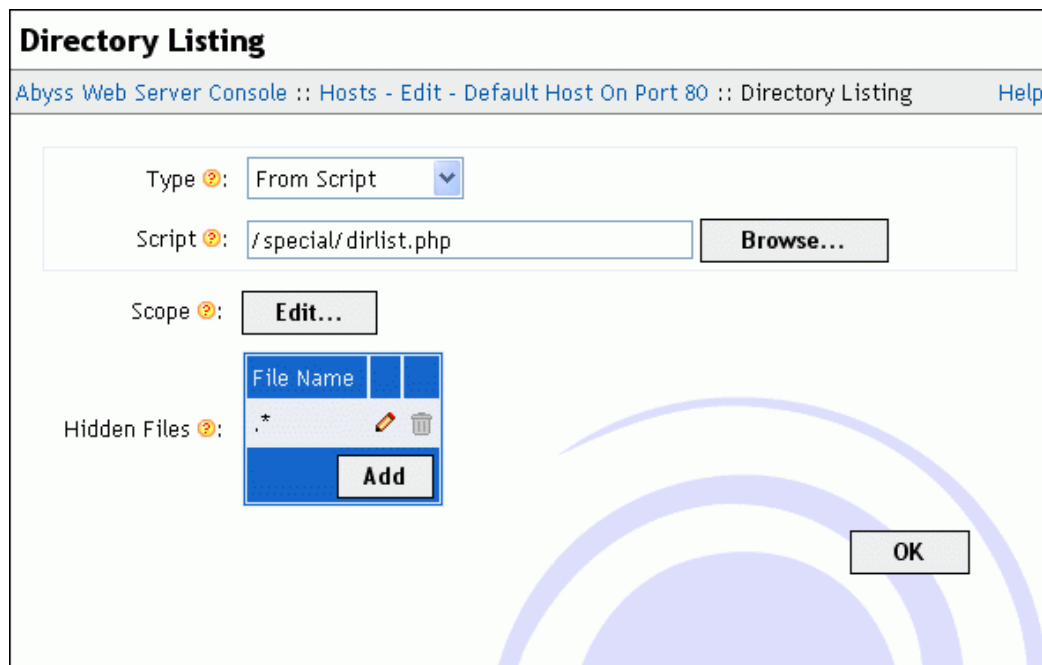 Directory Listing
Abyss Web Server Console :: Hosts - Edit - Default Host On Port 80 :: Directory Listing Help
Type ?: From Script
Script ?: /special/dirlist.php Browse...
Scope ?: Edit...
File Name
Hidden Files ?: .*
Add
OK